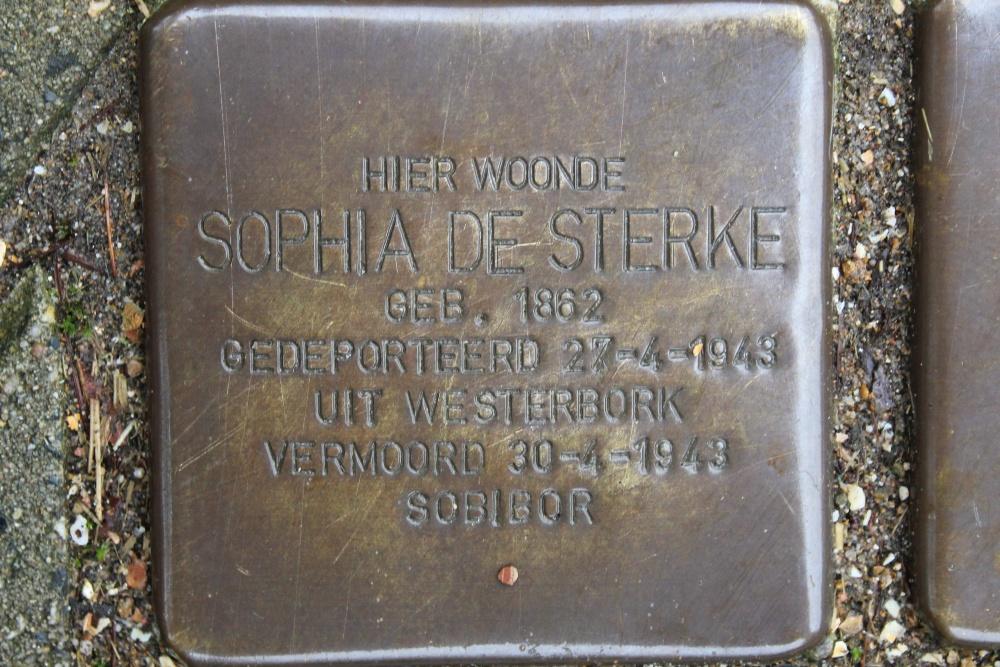 HIER WOONDE
SOPHIA DE STERKE
GEB. 1862
GEDEPORTEERD 27-4-1943
UIT WESTERBORK
VERMOORD 30-4-1943
SOBIBOR